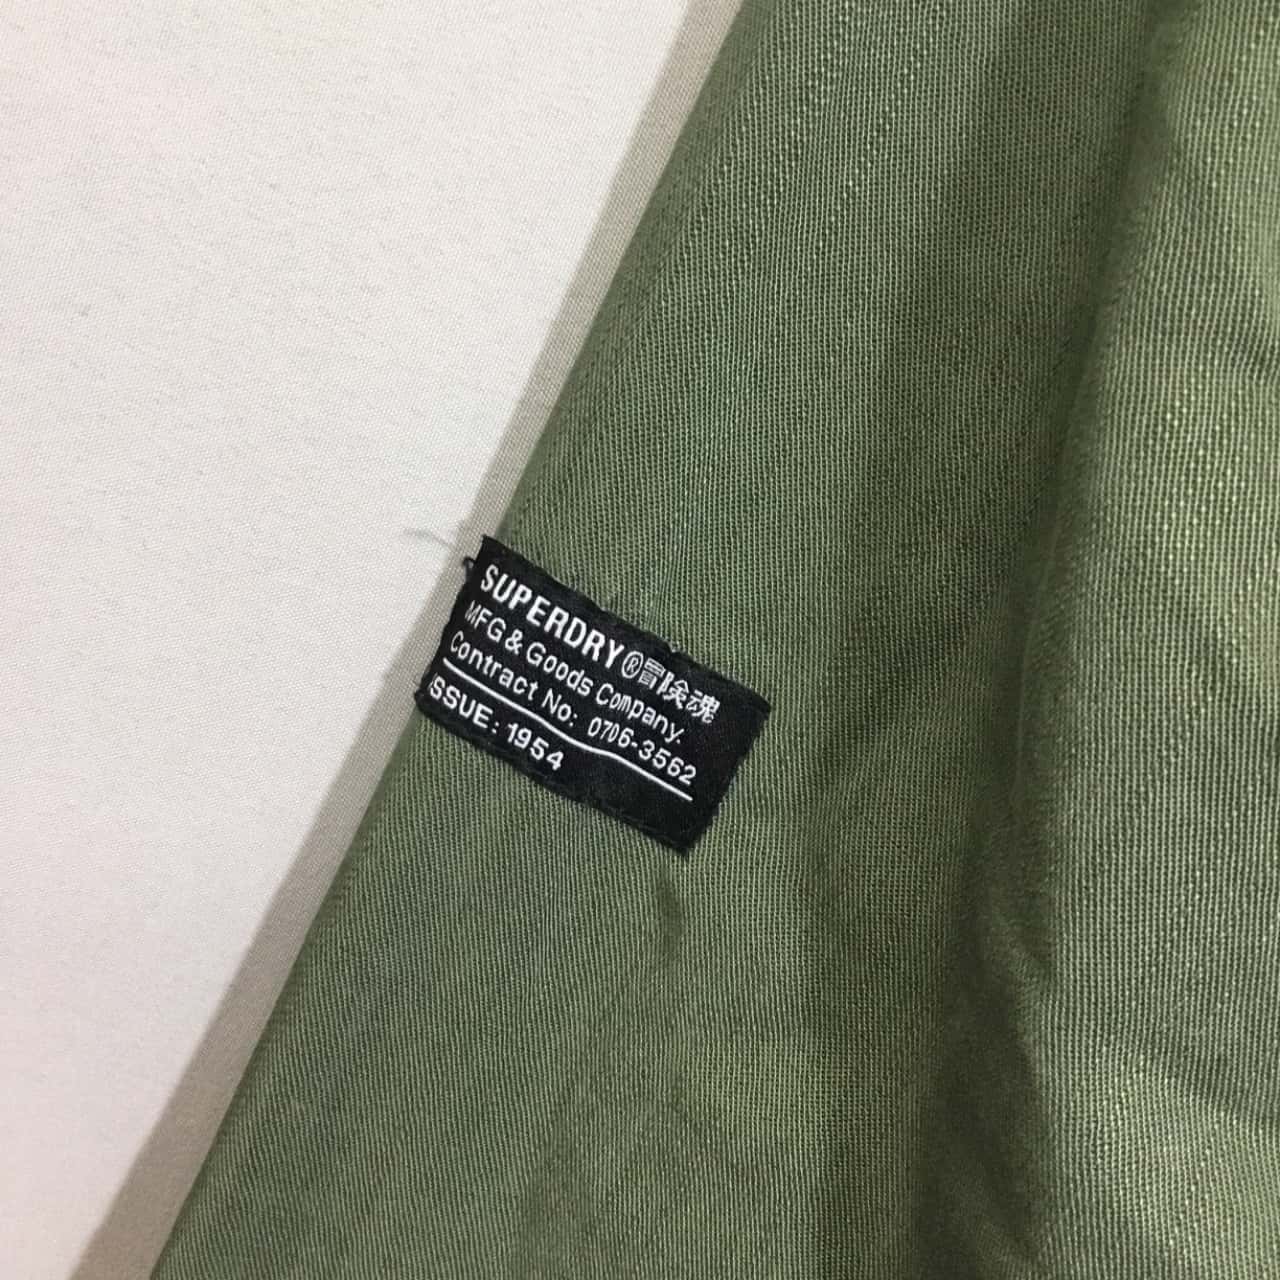 SUPERDRY®冒険魂
MFG & Goods Company.
Contract No: 0706-3562
ISSUE: 1954